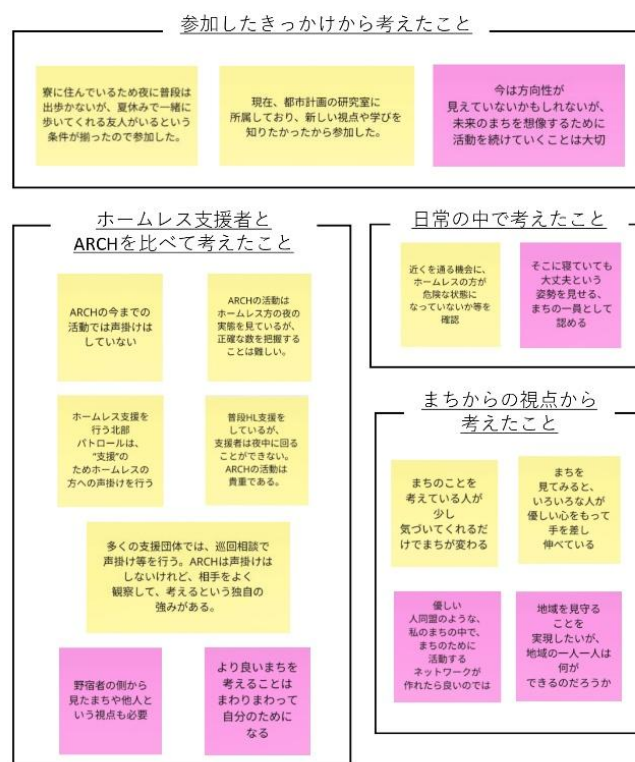 参加したきっかけから考えたこと
寮に住んでいるため夜に普段は
出歩かないが、夏休みで一緒に
歩いてくれる友人がいるという
条件が揃ったので参加した。
現在、都市計画の研究室に
所属しており、新しい視点や学びを
知りたかったから参加した。
今は方向性が
見えていないかもしれないが、
未来のまちを想像するために
活動を続けていくことは大切
ホームレス支援者と
ARCHを比べて考えたこと
ARCHの今までの
活動では声掛けは
していない
ARCHの活動は
ホームレス方の夜の
実態を見ているが、
正確な数を把握する
ことは難しい。
ホームレス支援を
行う北部
パトロールは、
“支援”の
ためホームレスの
方への声掛けを行う
普段HL支援を
しているが、
支援者は夜中に回る
ことができない。
ARCHの活動は
貴重である。
多くの支援団体では、巡回相談で
声掛け等を行う。ARCHは声掛けは
しないけれど、相手をよく
観察して、考えるという独自の
強みがある。
野宿者の側から
見たまちや他人と
いう視点も必要
より良いまちを
考えることは
まわりまわって
自分のために
なる
日常の中で考えたこと
近くを通る機会に、
ホームレスの方が
危険な状態に
なっていないか等を
確認
そこに寝ていても
大丈夫という
姿勢を見せる、
まちの一員として
認める
まちからの視点から
考えたこと
まちのことを
考えている人が
少し
気づいてくれるだ
けでまちが変わる
まちを
見てみると、
いろいろな人が
優しい心をもって
手を差し
伸べている
優しい
人同盟のような、
私のまちの中で、
まちのために
活動する
ネットワークが
作れたら良いのでは
地域を見守る
ことを
実現したいが、
地域の一人一人は
何が
できるのだろうか